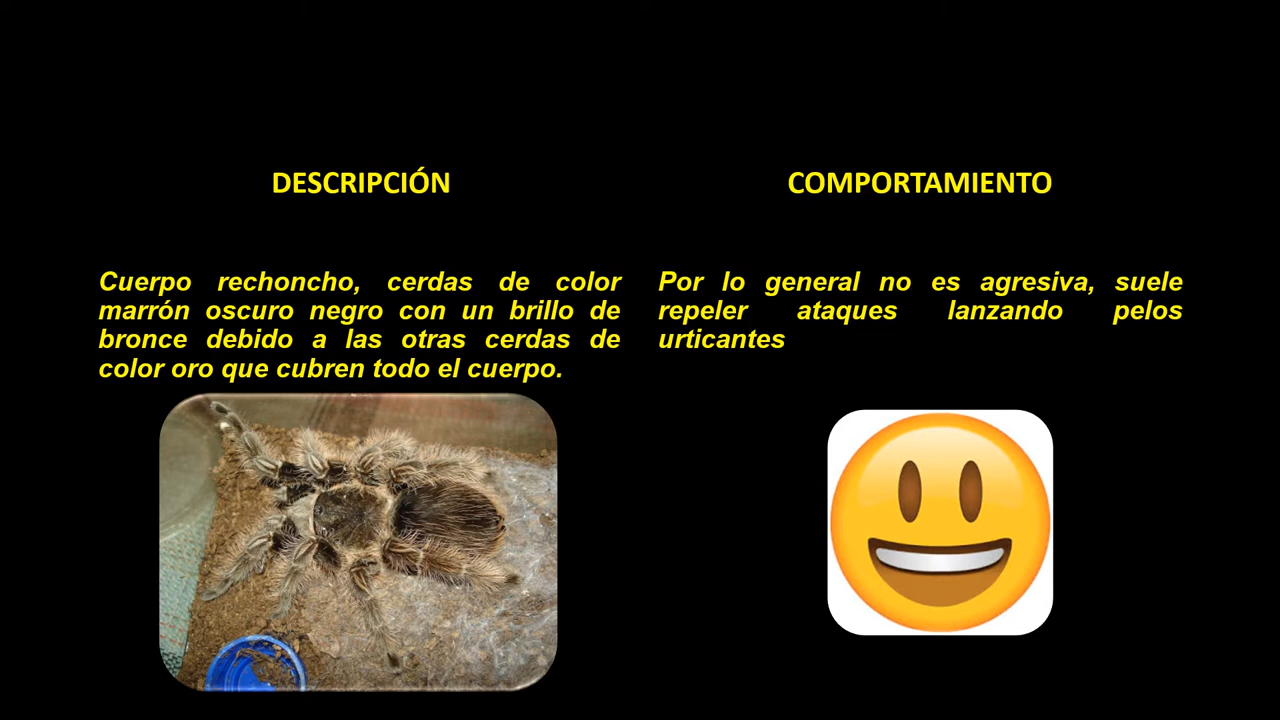 DESCRIPCIÓN
Cuerpo rechoncho, cerdas de color
marrón oscuro negro con un brillo de
bronce debido a las otras cerdas de
color oro que cubren todo el cuerpo.
COMPORTAMIENTO
Por lo general no es agresiva, suele
repeler ataques lanzando pelos
urticantes